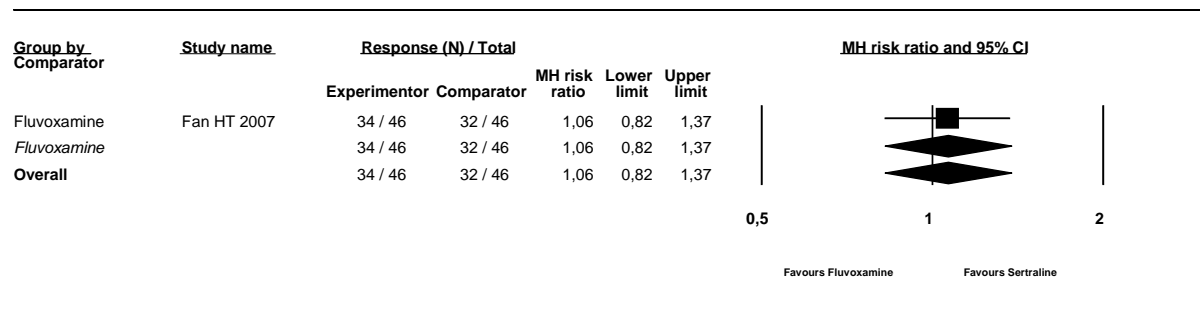 Group by Study name Response (N) / Total MH risk ratio and 95% CI
Comparator
MH risk Lower Upper
Experimentor Comparator ratio limit limit
Fluvoxamine Fan HT 2007 34 / 46 32 / 46 1,06 0,82 1,37
Fluvoxamine 34 / 46 32 / 46 1,06 0,82 1,37
Overall 34 / 46 32 / 46 1,06 0,82 1,37
0,5 1 2
Favours Fluvoxamine Favours Sertraline